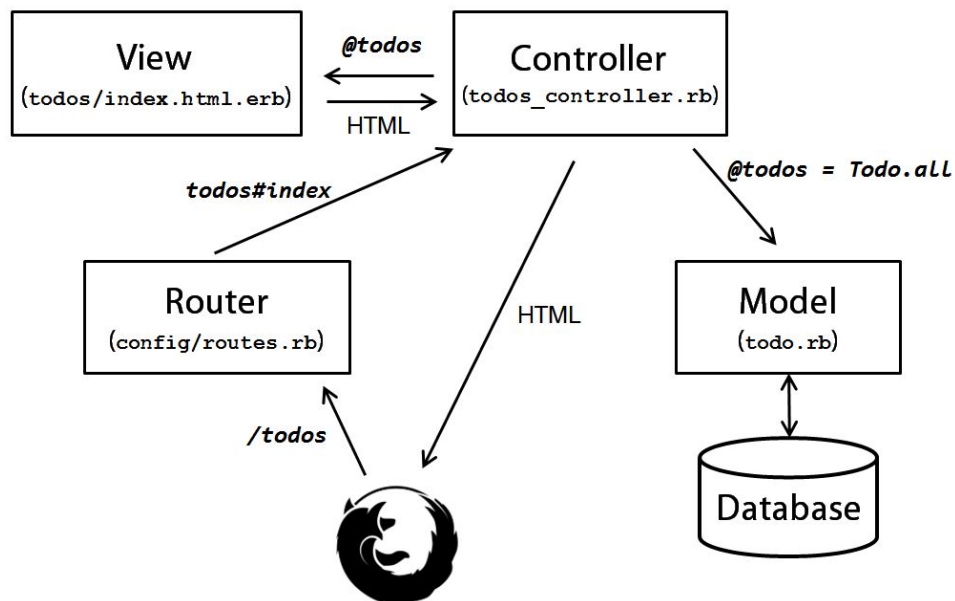 View
(todos/index.html.erb)
@todos
HTML
Controller
(todos_controller.rb)
todos#index
@todos = Todo.all
Router
(config/routes.rb)
HTML
Model
(todo.rb)
/todos
Database